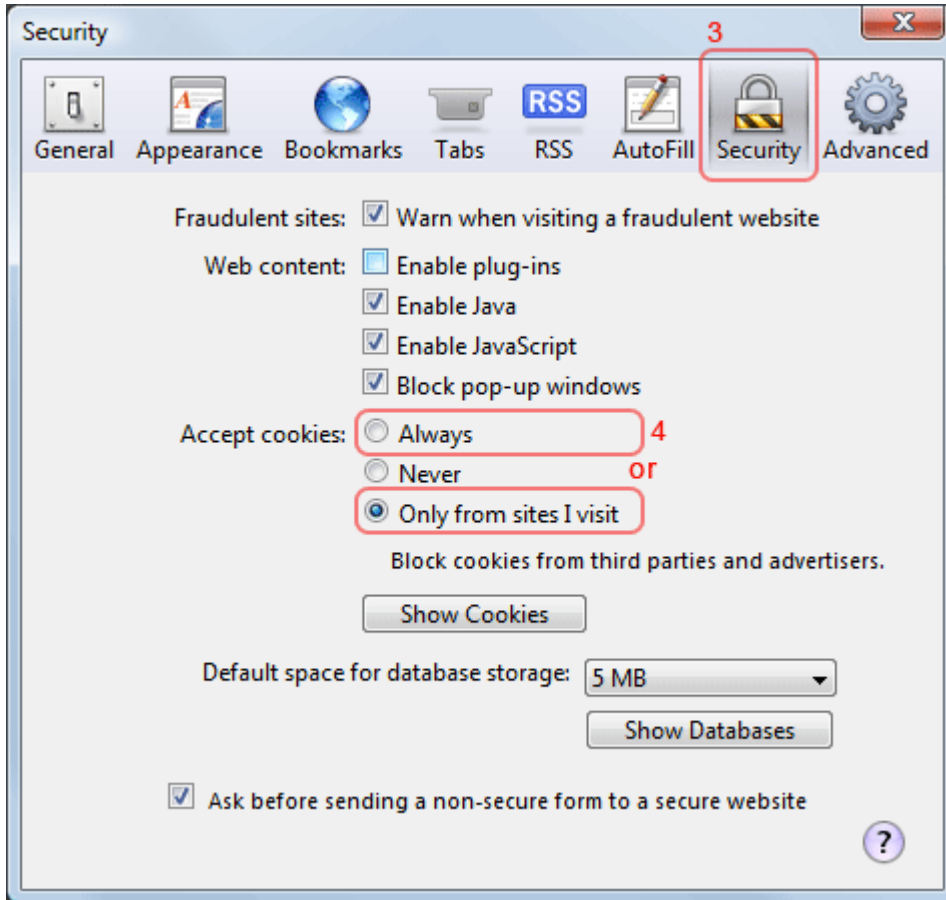 Security
3
RSS
General Appearance Bookmarks Tabs RSS AutoFill Security Advanced
Fraudulent sites: Warn when visiting a fraudulent website
Web content: Enable plug-ins
Enable Java
Enable JavaScript
Block pop-up windows
Accept cookies: Always 4
Never or
Only from sites I visit
Block cookies from third parties and advertisers.
Show Cookies
Default space for database storage: 5 MB
Show Databases
Ask before sending a non-secure form to a secure website
?